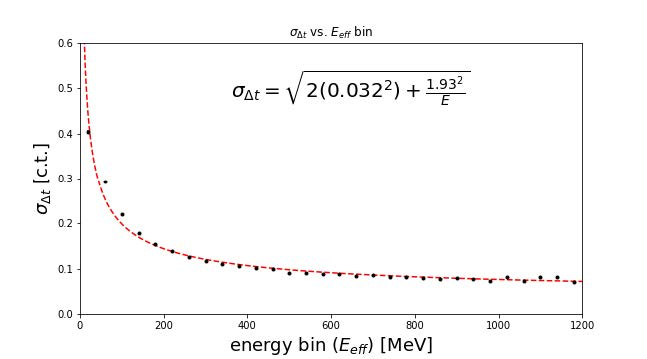 σ_Δt vs. E_eff bin
σ_Δt = √(2(0.032²) + 1.93²/E)
σ_Δt [c.t.]
0.6
0.5
0.4
0.3
0.2
0.1
0.0
0 200 400 600 800 1000 1200
energy bin (E_eff) [MeV]